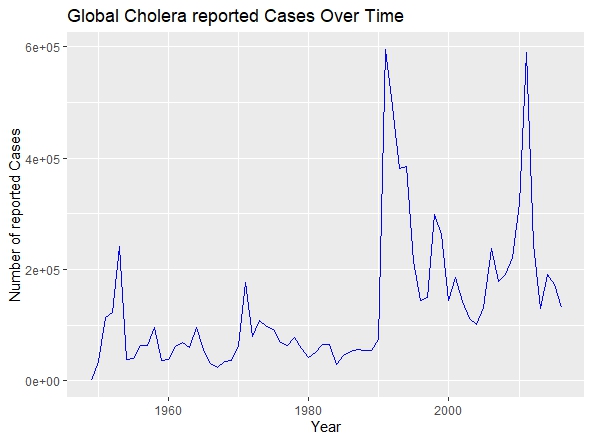 Global Cholera reported Cases Over Time
Number of reported Cases
6e+05
4e+05
2e+05
0e+00
1960
1980
2000
Year